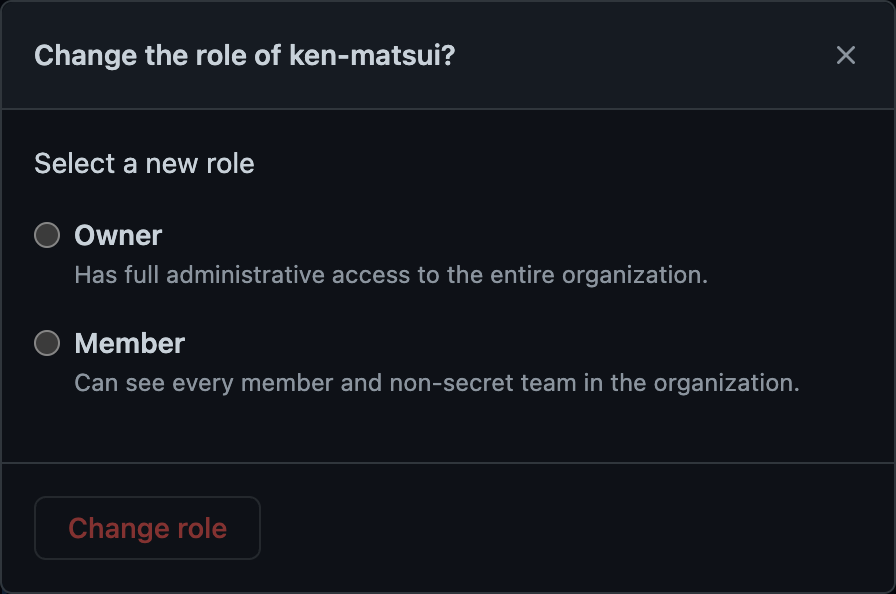 Change the role of ken-matsui?
Select a new role
Owner
Has full administrative access to the entire organization.
Member
Can see every member and non-secret team in the organization.
Change role